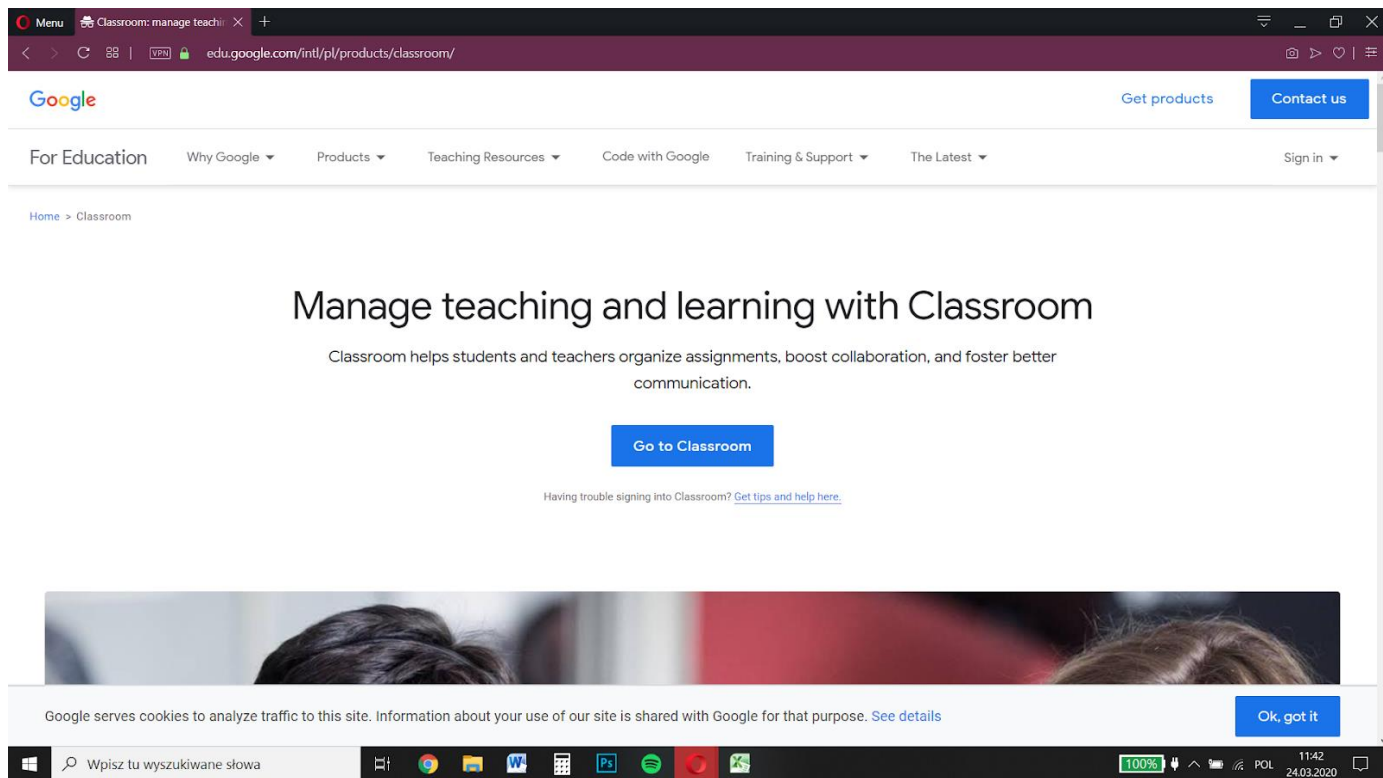 Menu Classroom: manage teachin
VPN edu.google.com/intl/pl/products/classroom/
Google Get products Contact us
For Education Why Google Products Teaching Resources Code with Google Training & Support The Latest Sign in
Home > Classroom
Manage teaching and learning with Classroom
Classroom helps students and teachers organize assignments, boost collaboration, and foster better
communication.
Go to Classroom
Having trouble signing into Classroom? Get tips and help here.
Google serves cookies to analyze traffic to this site. Information about your use of our site is shared with Google for that purpose. See details Ok, got it
Wpisz tu wyszukiwane słowa W Ps 100% POL 11:42
24.03.2020